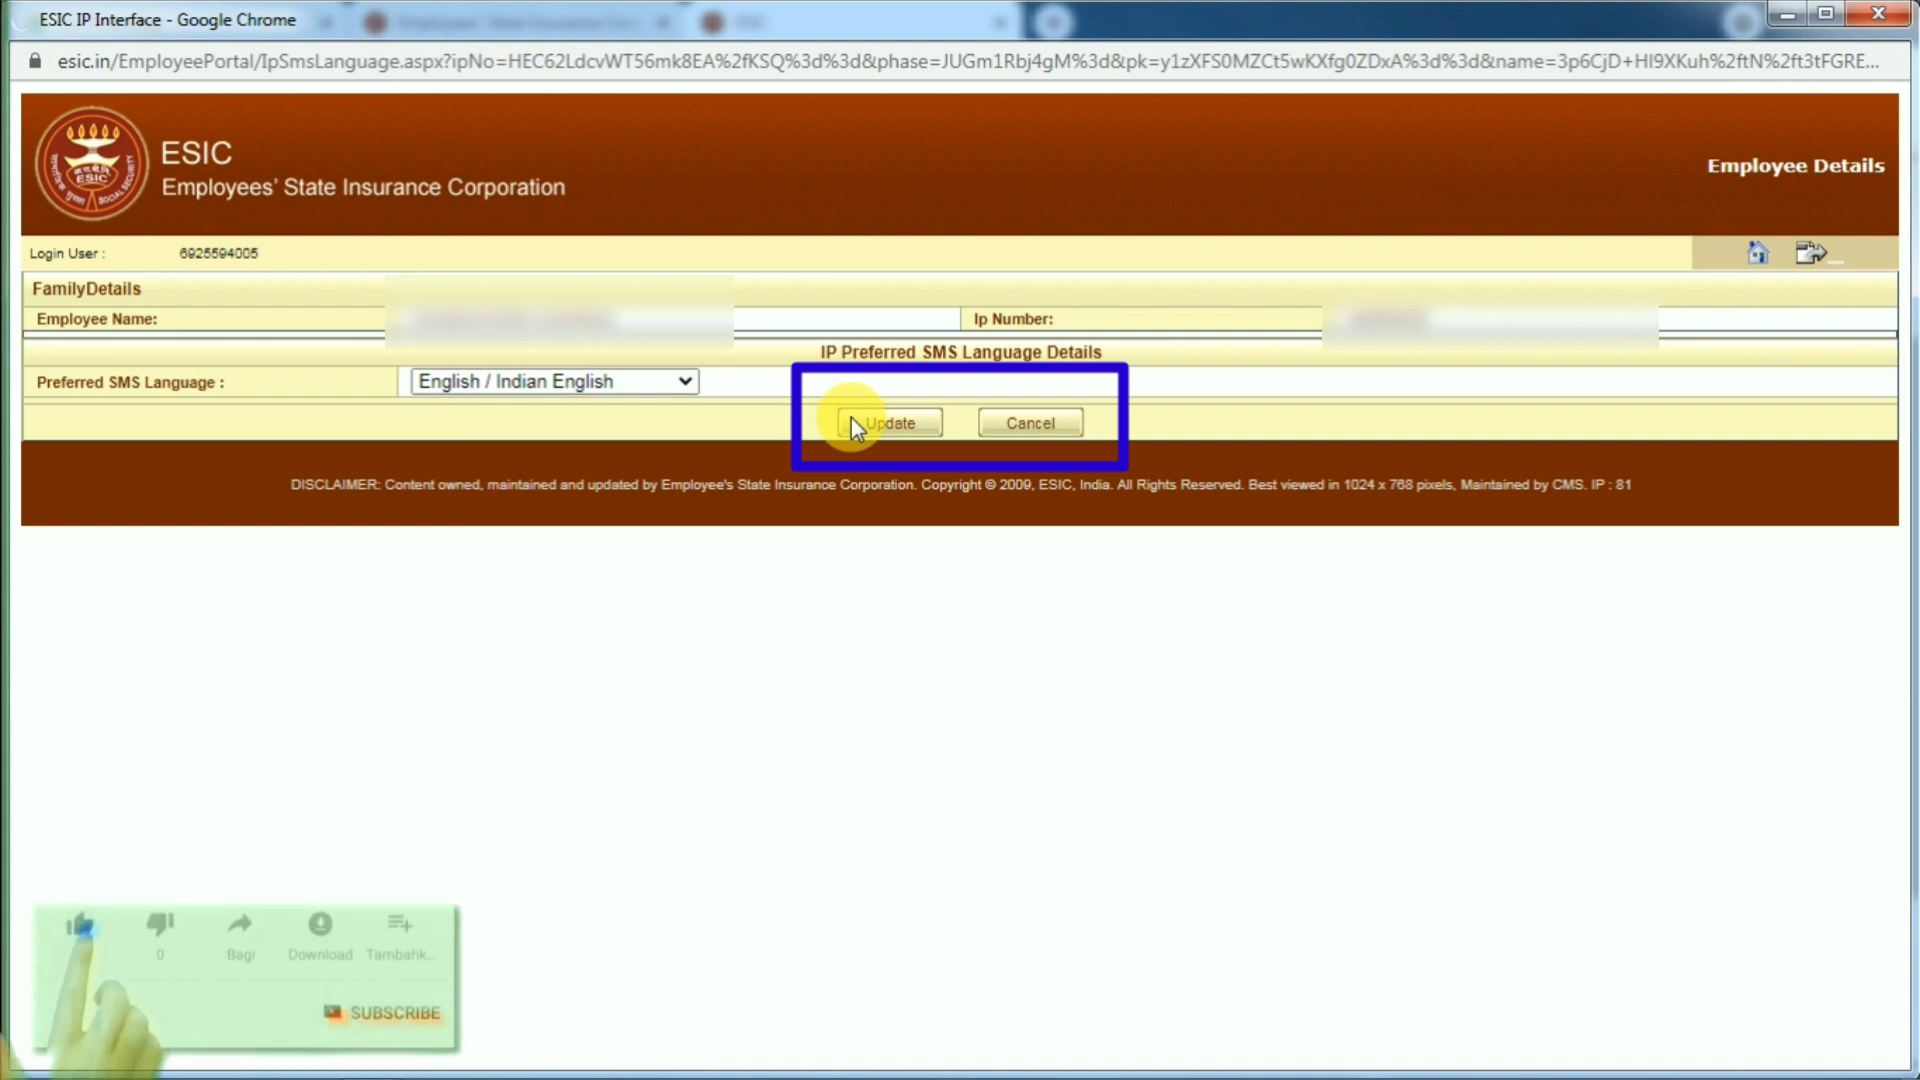 ESIC IP Interface - Google Chrome
esic.in/EmployeePortal/IpSmsLanguage.aspx?ipNo=HEC62LdcvWT56mk8EA%2fKSQ%3d%3d&phase=JUGm1Rbj4gM%3d&pk=y1zXFS0MZCt5wKXfg0ZDxA%3d%3d&name=3p6CjD+HI9XKuh%2ftN%2ft3tFGRE...
ESIC
Employees' State Insurance Corporation
Employee Details
Login User : 6925594005
FamilyDetails
Employee Name: Ip Number:
IP Preferred SMS Language Details
Preferred SMS Language : English / Indian English
Update Cancel
DISCLAIMER: Content owned, maintained and updated by Employee's State Insurance Corporation. Copyright © 2009, ESIC, India. All Rights Reserved. Best viewed in 1024 x 768 pixels, Maintained by CMS. IP : 81
0 Bagi Download Tambahk...
SUBSCRIBE